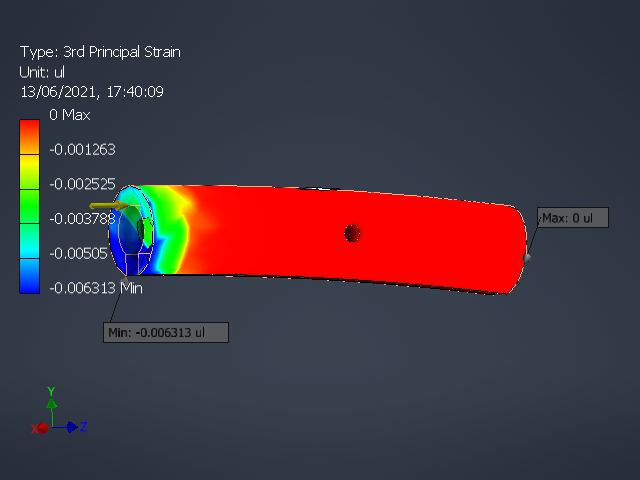 Type: 3rd Principal Strain
Unit: ul
13/06/2021, 17:40:09
0 Max
-0.001263
-0.002525
-0.003788
-0.00505
-0.006313 Min
Max: 0 ul
Min: -0.006313 ul
Y
X
Z